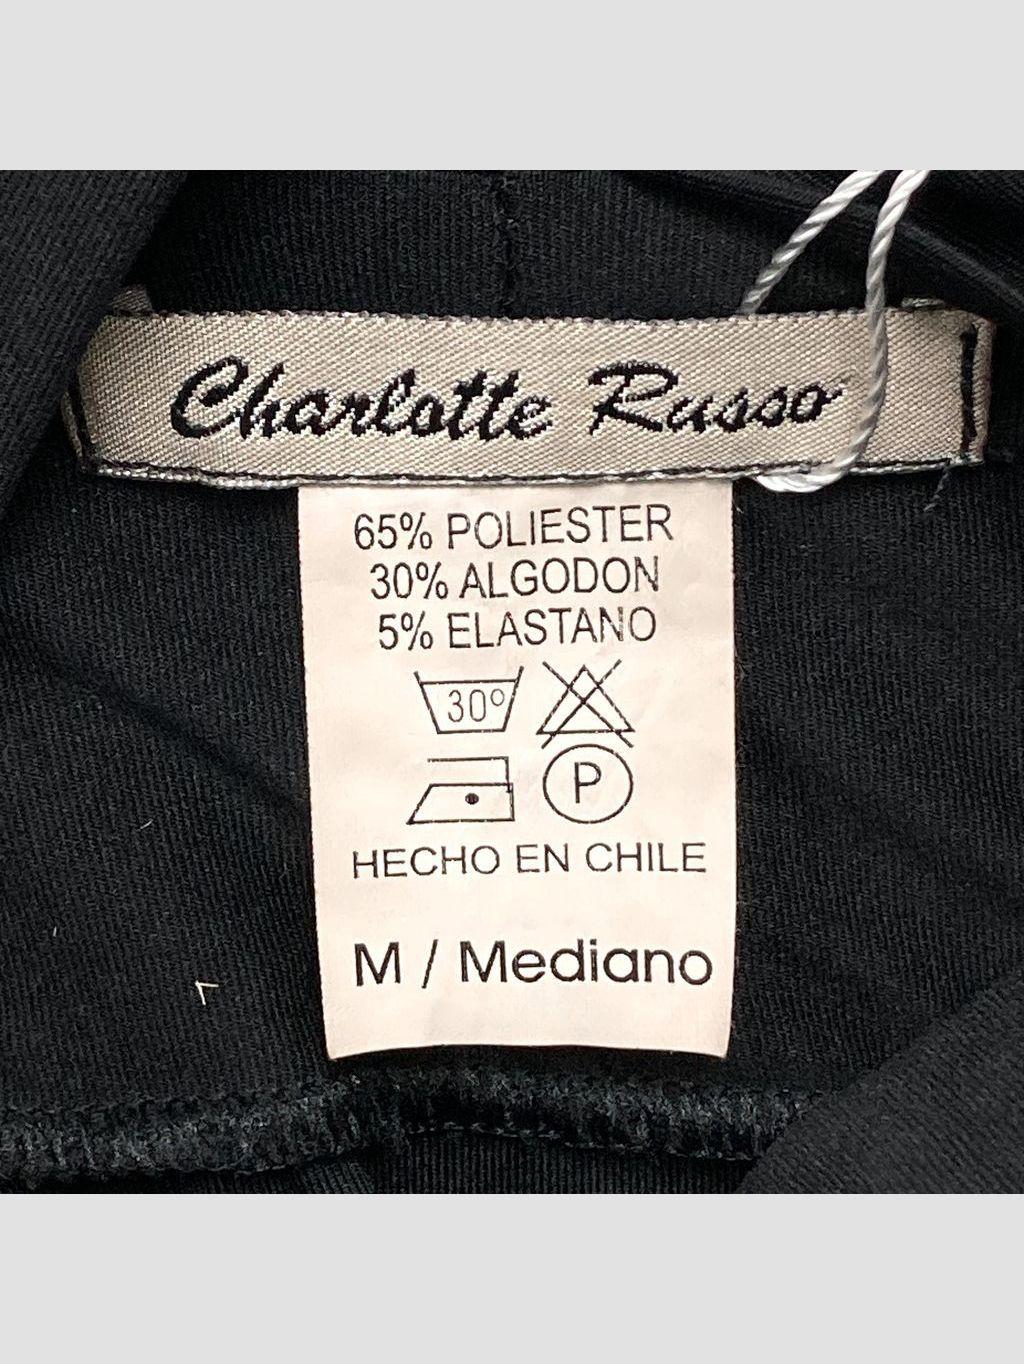 Charlotte Russo
65% POLIESTER
30% ALGODON
5% ELASTANO
30°
P
HECHO EN CHILE
M / Mediano